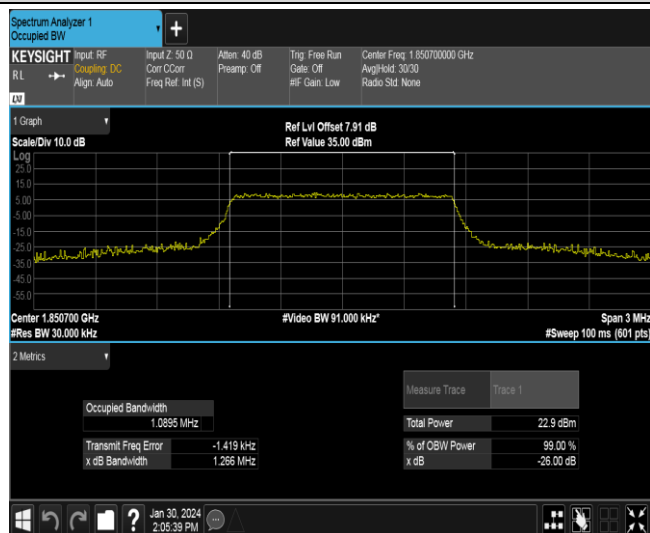 Spectrum Analyzer 1
Occupied BW
+
KEYSIGHT
RL
LXI
Input: RF
Coupling: DC
Align: Auto
Input Z: 50 Ω
Corr CCorr
Freq Ref: Int (S)
Atten: 40 dB
Preamp: Off
Trig: Free Run
Gate: Off
#IF Gain: Low
Center Freq: 1.850700000 GHz
Avg|Hold: 30/30
Radio Std: None
1 Graph
Scale/Div 10.0 dB
Ref Lvl Offset 7.91 dB
Ref Value 35.00 dBm
Log
25.0
15.0
5.00
-5.00
-15.0
-25.0
-35.0
-45.0
-55.0
Center 1.850700 GHz
#Video BW 91.000 kHz*
Span 3 MHz
#Res BW 30.000 kHz
#Sweep 100 ms (601 pts)
2 Metrics
Measure Trace Trace 1
Occupied Bandwidth
1.0895 MHz
Total Power 22.9 dBm
Transmit Freq Error -1.419 kHz
% of OBW Power 99.00 %
x dB Bandwidth 1.266 MHz
x dB -26.00 dB
?
Jan 30, 2024
2:05:39 PM